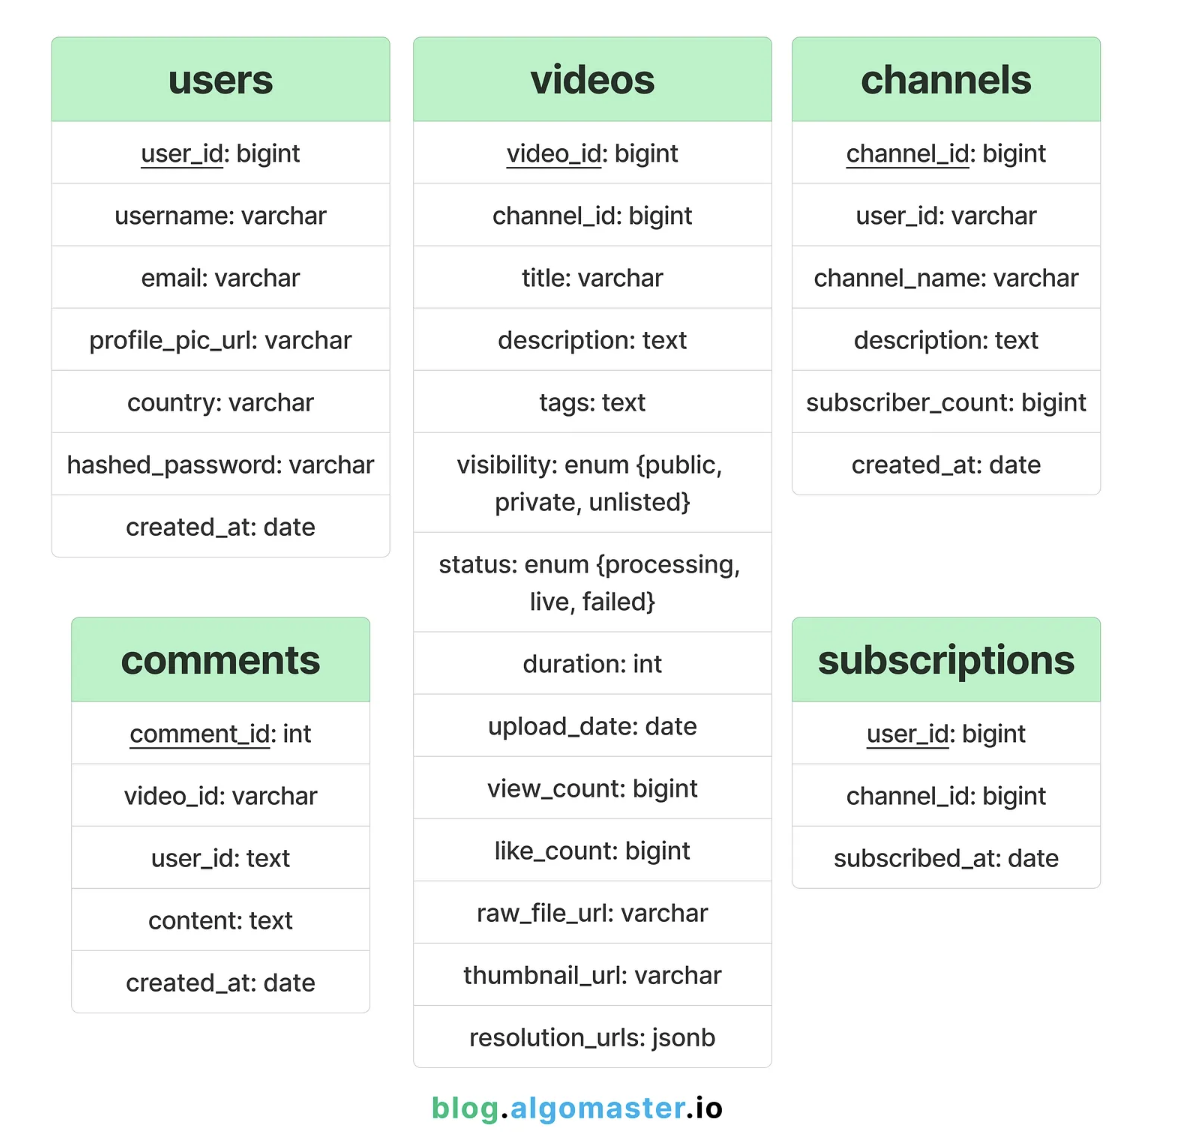 users
user_id: bigint
username: varchar
email: varchar
profile_pic_url: varchar
country: varchar
hashed_password: varchar
created_at: date
videos
video_id: bigint
channel_id: bigint
title: varchar
description: text
tags: text
visibility: enum {public,
private, unlisted}
status: enum {processing,
live, failed}
duration: int
upload_date: date
view_count: bigint
like_count: bigint
raw_file_url: varchar
thumbnail_url: varchar
resolution_urls: jsonb
channels
channel_id: bigint
user_id: varchar
channel_name: varchar
description: text
subscriber_count: bigint
created_at: date
comments
comment_id: int
video_id: varchar
user_id: text
content: text
created_at: date
subscriptions
user_id: bigint
channel_id: bigint
subscribed_at: date
blog.algomaster.io